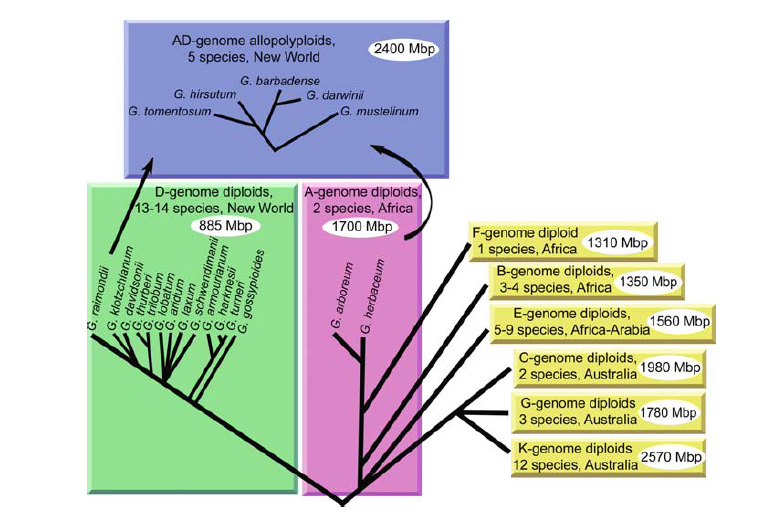 AD-genome allopolyploids,
5 species, New World
2400 Mbp
G. barbadense
G. hirsutum
G. darwinii
G. tomentosum
G. mustelinum
D-genome diploids,
13-14 species, New World
885 Mbp
A-genome diploids,
2 species, Africa
1700 Mbp
F-genome diploid
1 species, Africa
1310 Mbp
B-genome diploids,
3-4 species, Africa
1350 Mbp
E-genome diploids,
5-9 species, Africa-Arabia
1560 Mbp
C-genome diploids,
2 species, Australia
1980 Mbp
G-genome diploids
3 species, Australia
1780 Mbp
K-genome diploids
12 species, Australia
2570 Mbp
G. raimondii
G. klotzchianum
G. davidsonii
G. thurberi
G. trilobum
G. lobatum
G. aridum
G. laxum
G. schwendimanii
G. armourianum
G. harknesii
G. turneri
G. gossypioides
G. arboreum
G. herbaceum